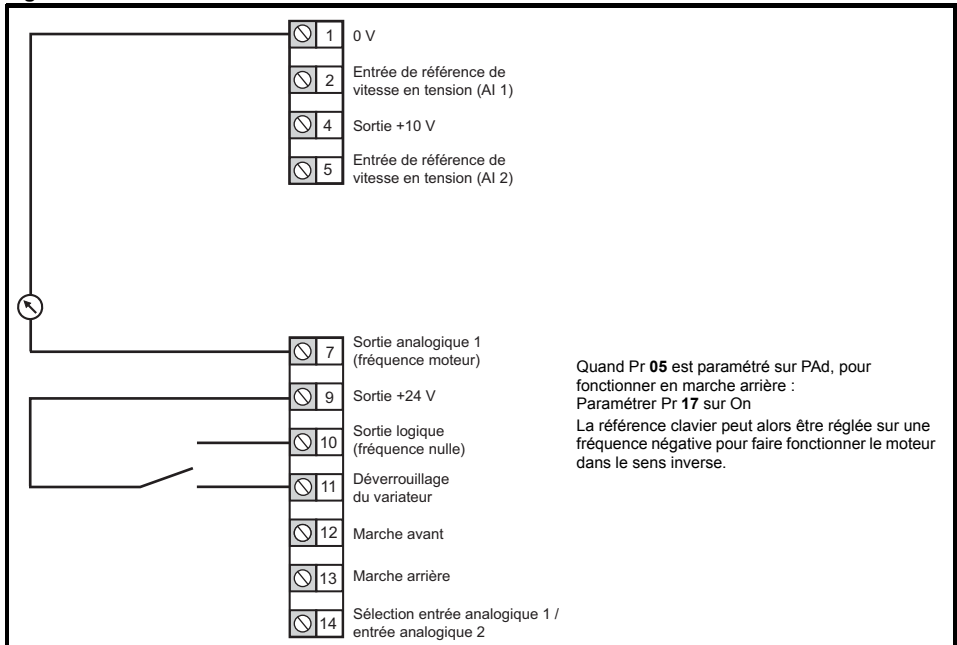 1 0 V
2 Entrée de référence de
vitesse en tension (AI 1)
4 Sortie +10 V
5 Entrée de référence de
vitesse en tension (AI 2)
7 Sortie analogique 1
(fréquence moteur)
9 Sortie +24 V
10 Sortie logique
(fréquence nulle)
11 Déverrouillage
du variateur
12 Marche avant
13 Marche arrière
14 Sélection entrée analogique 1 /
entrée analogique 2
Quand Pr 05 est paramétré sur PAd, pour
fonctionner en marche arrière :
Paramétrer Pr 17 sur On
La référence clavier peut alors être réglée sur une
fréquence négative pour faire fonctionner le moteur
dans le sens inverse.